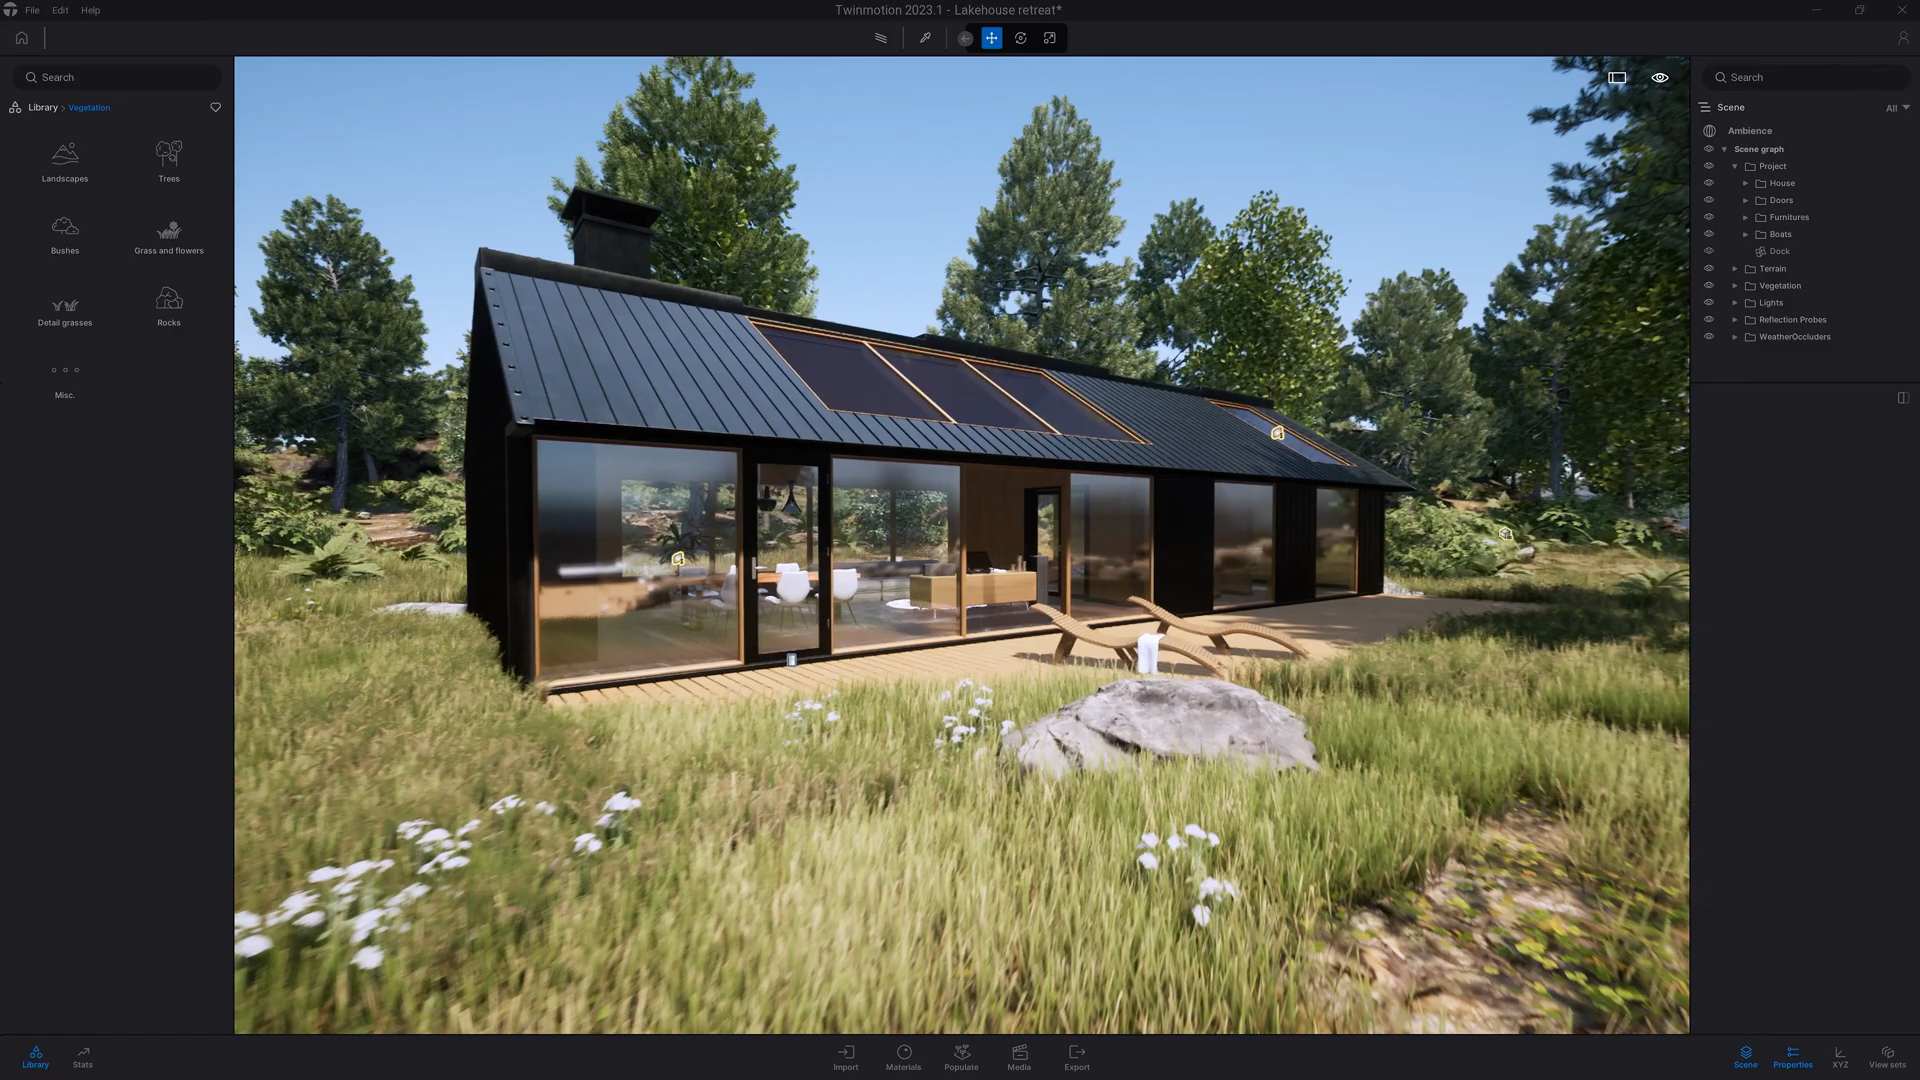 File Edit Help
Twinmotion 2023.1 - Lakehouse retreat*
Search
Library > Vegetation
Landscapes
Trees
Bushes
Grass and flowers
Detail grasses
Rocks
Misc.
Search
Scene
All
Ambience
Scene graph
Project
House
Doors
Furnitures
Boats
Dock
Terrain
Vegetation
Lights
Reflection Probes
WeatherOccluders
Library
Stats
Import
Materials
Populate
Media
Export
Scene
Properties
XYZ
View sets